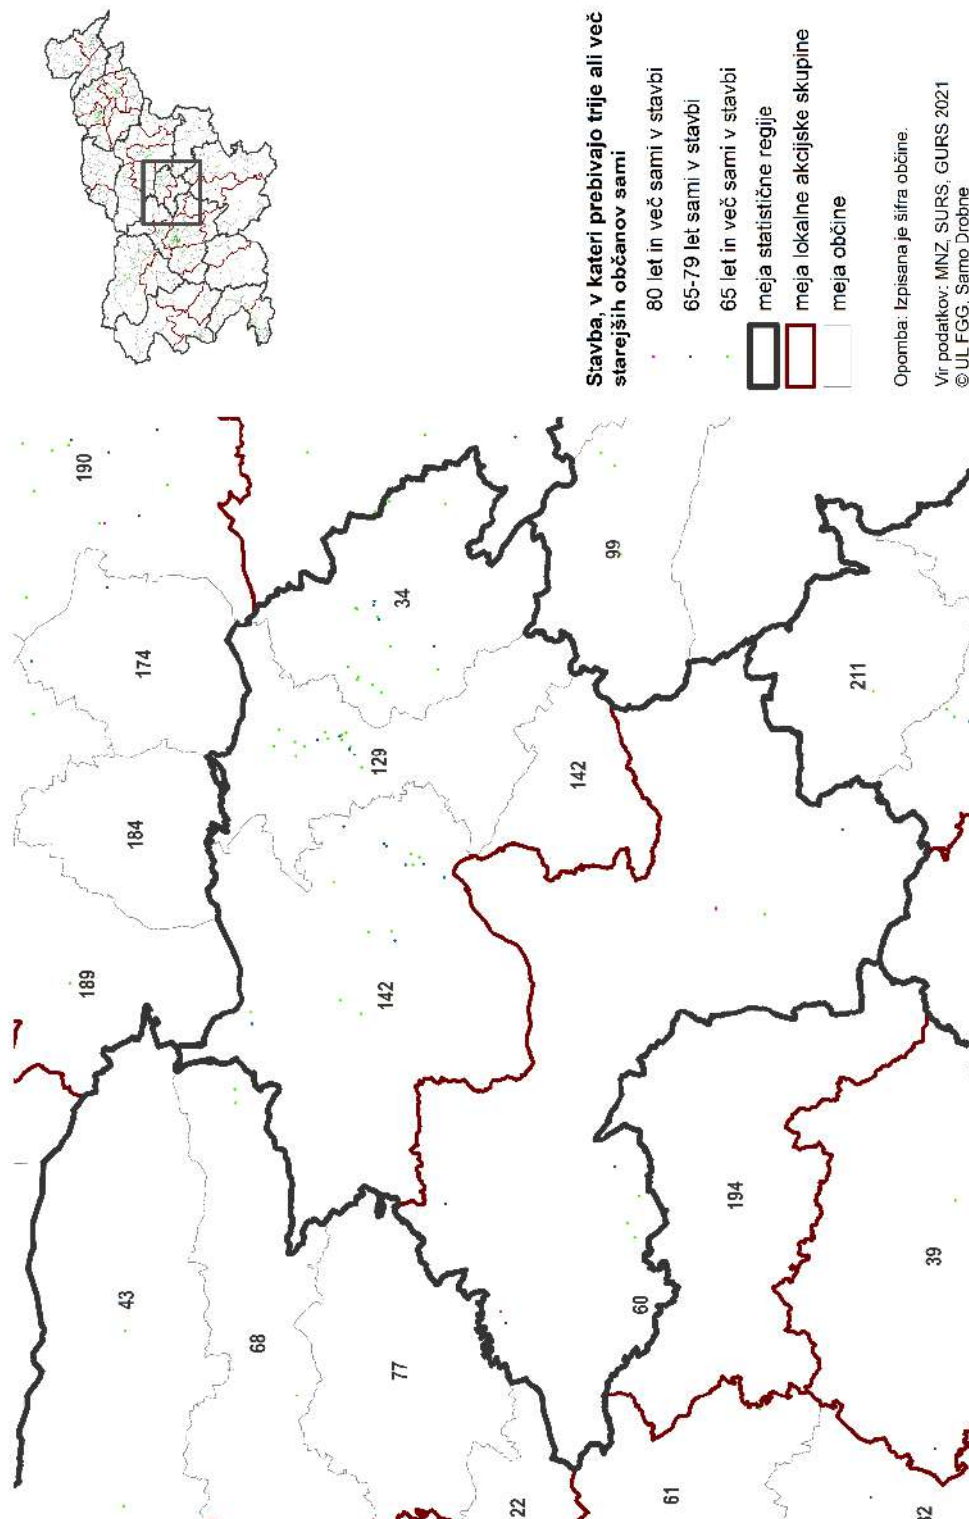 Stavba, v kateri prebivajo trije ali več
starejših občanov sami
80 let in več sami v stavbi
65-79 let sami v stavbi
65 let in več sami v stavbi
meja statistične regije
meja lokalne akcijske skupine
meja občine
Opomba: Izpisana je šifra občine.
Vir podatkov: MNZ, SURS, GURS 2021
© UL FGG, Samo Drobne
43
189
184
174
190
68
77
142
129
34
142
99
22
60
61
194
211
39